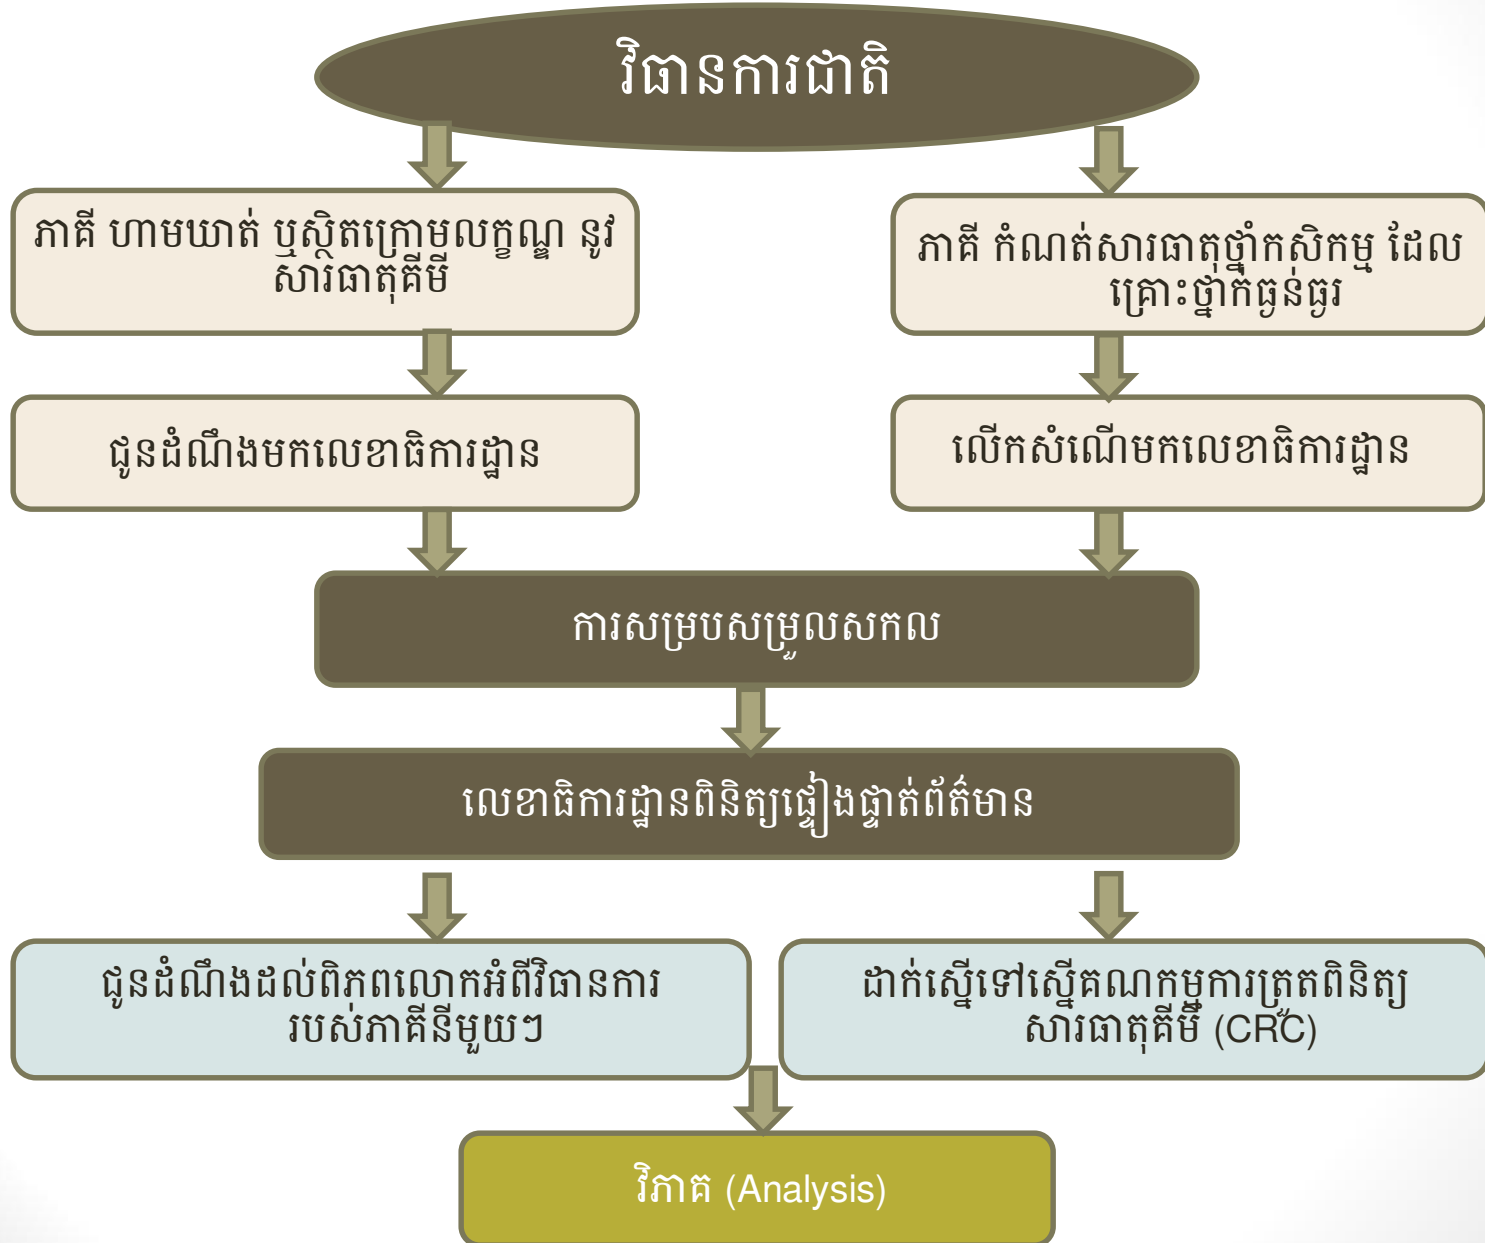 វិធានការជាតិ
ភាគី ហាមឃាត់ ឬស្ថិតក្រោមលក្ខណ្ឌ នូវ
សារធាតុគីមី
ភាគី កំណត់សារធាតុថ្នាំកសិកម្ម ដែល
គ្រោះថ្នាក់ធ្ងន់ធ្ងរ
ជូនដំណឹងមកលេខាធិការដ្ឋាន
លើកសំណើមកលេខាធិការដ្ឋាន
ការសម្របសម្រួលសកល
លេខាធិការដ្ឋានពិនិត្យផ្ទៀងផ្ទាត់ព័ត៌មាន
ជូនដំណឹងដល់ពិភពលោកអំពីវិធានការ
របស់ភាគីនីមួយៗ
ដាក់ស្នើទៅស្នើគណកម្មការត្រួតពិនិត្យ
សារធាតុគីមី (CRC)
វិភាគ (Analysis)